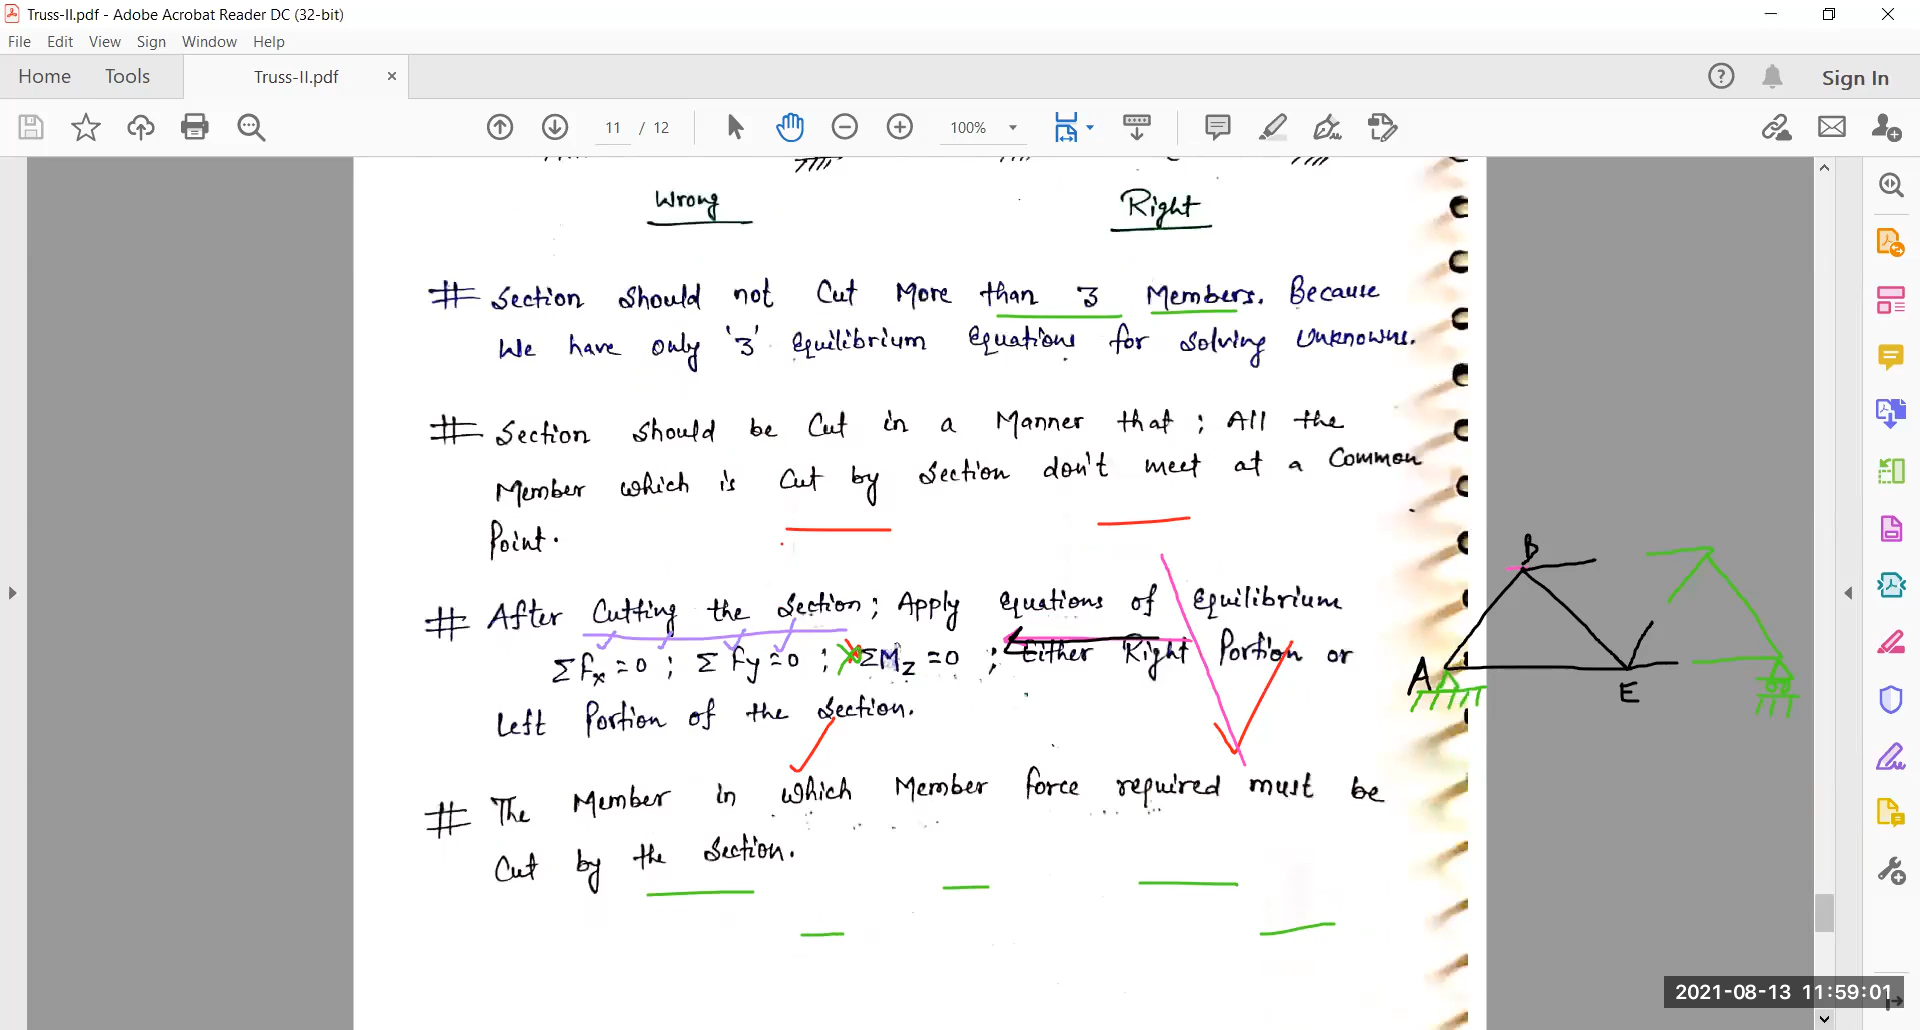 Truss-II.pdf - Adobe Acrobat Reader DC (32-bit)
File Edit View Sign Window Help
Home Tools Truss-II.pdf × Sign In
11 / 12 100%
Wrong Right
# Section should not Cut More than 3 Members. Because
We have only '3' Equilibrium Equations for solving Unknowns.
# Section should be Cut in a Manner that ; All the
Member which is Cut by section don't meet at a Common
Point.
# After Cutting the Section; Apply Equations of Equilibrium
ΣFx = 0 ; ΣFy = 0 ; ΣMz = 0 ; Either Right Portion or
Left Portion of the Section.
# The Member in which Member force required must be
Cut by the Section.
B
A
E
2021-08-13 11:59:01